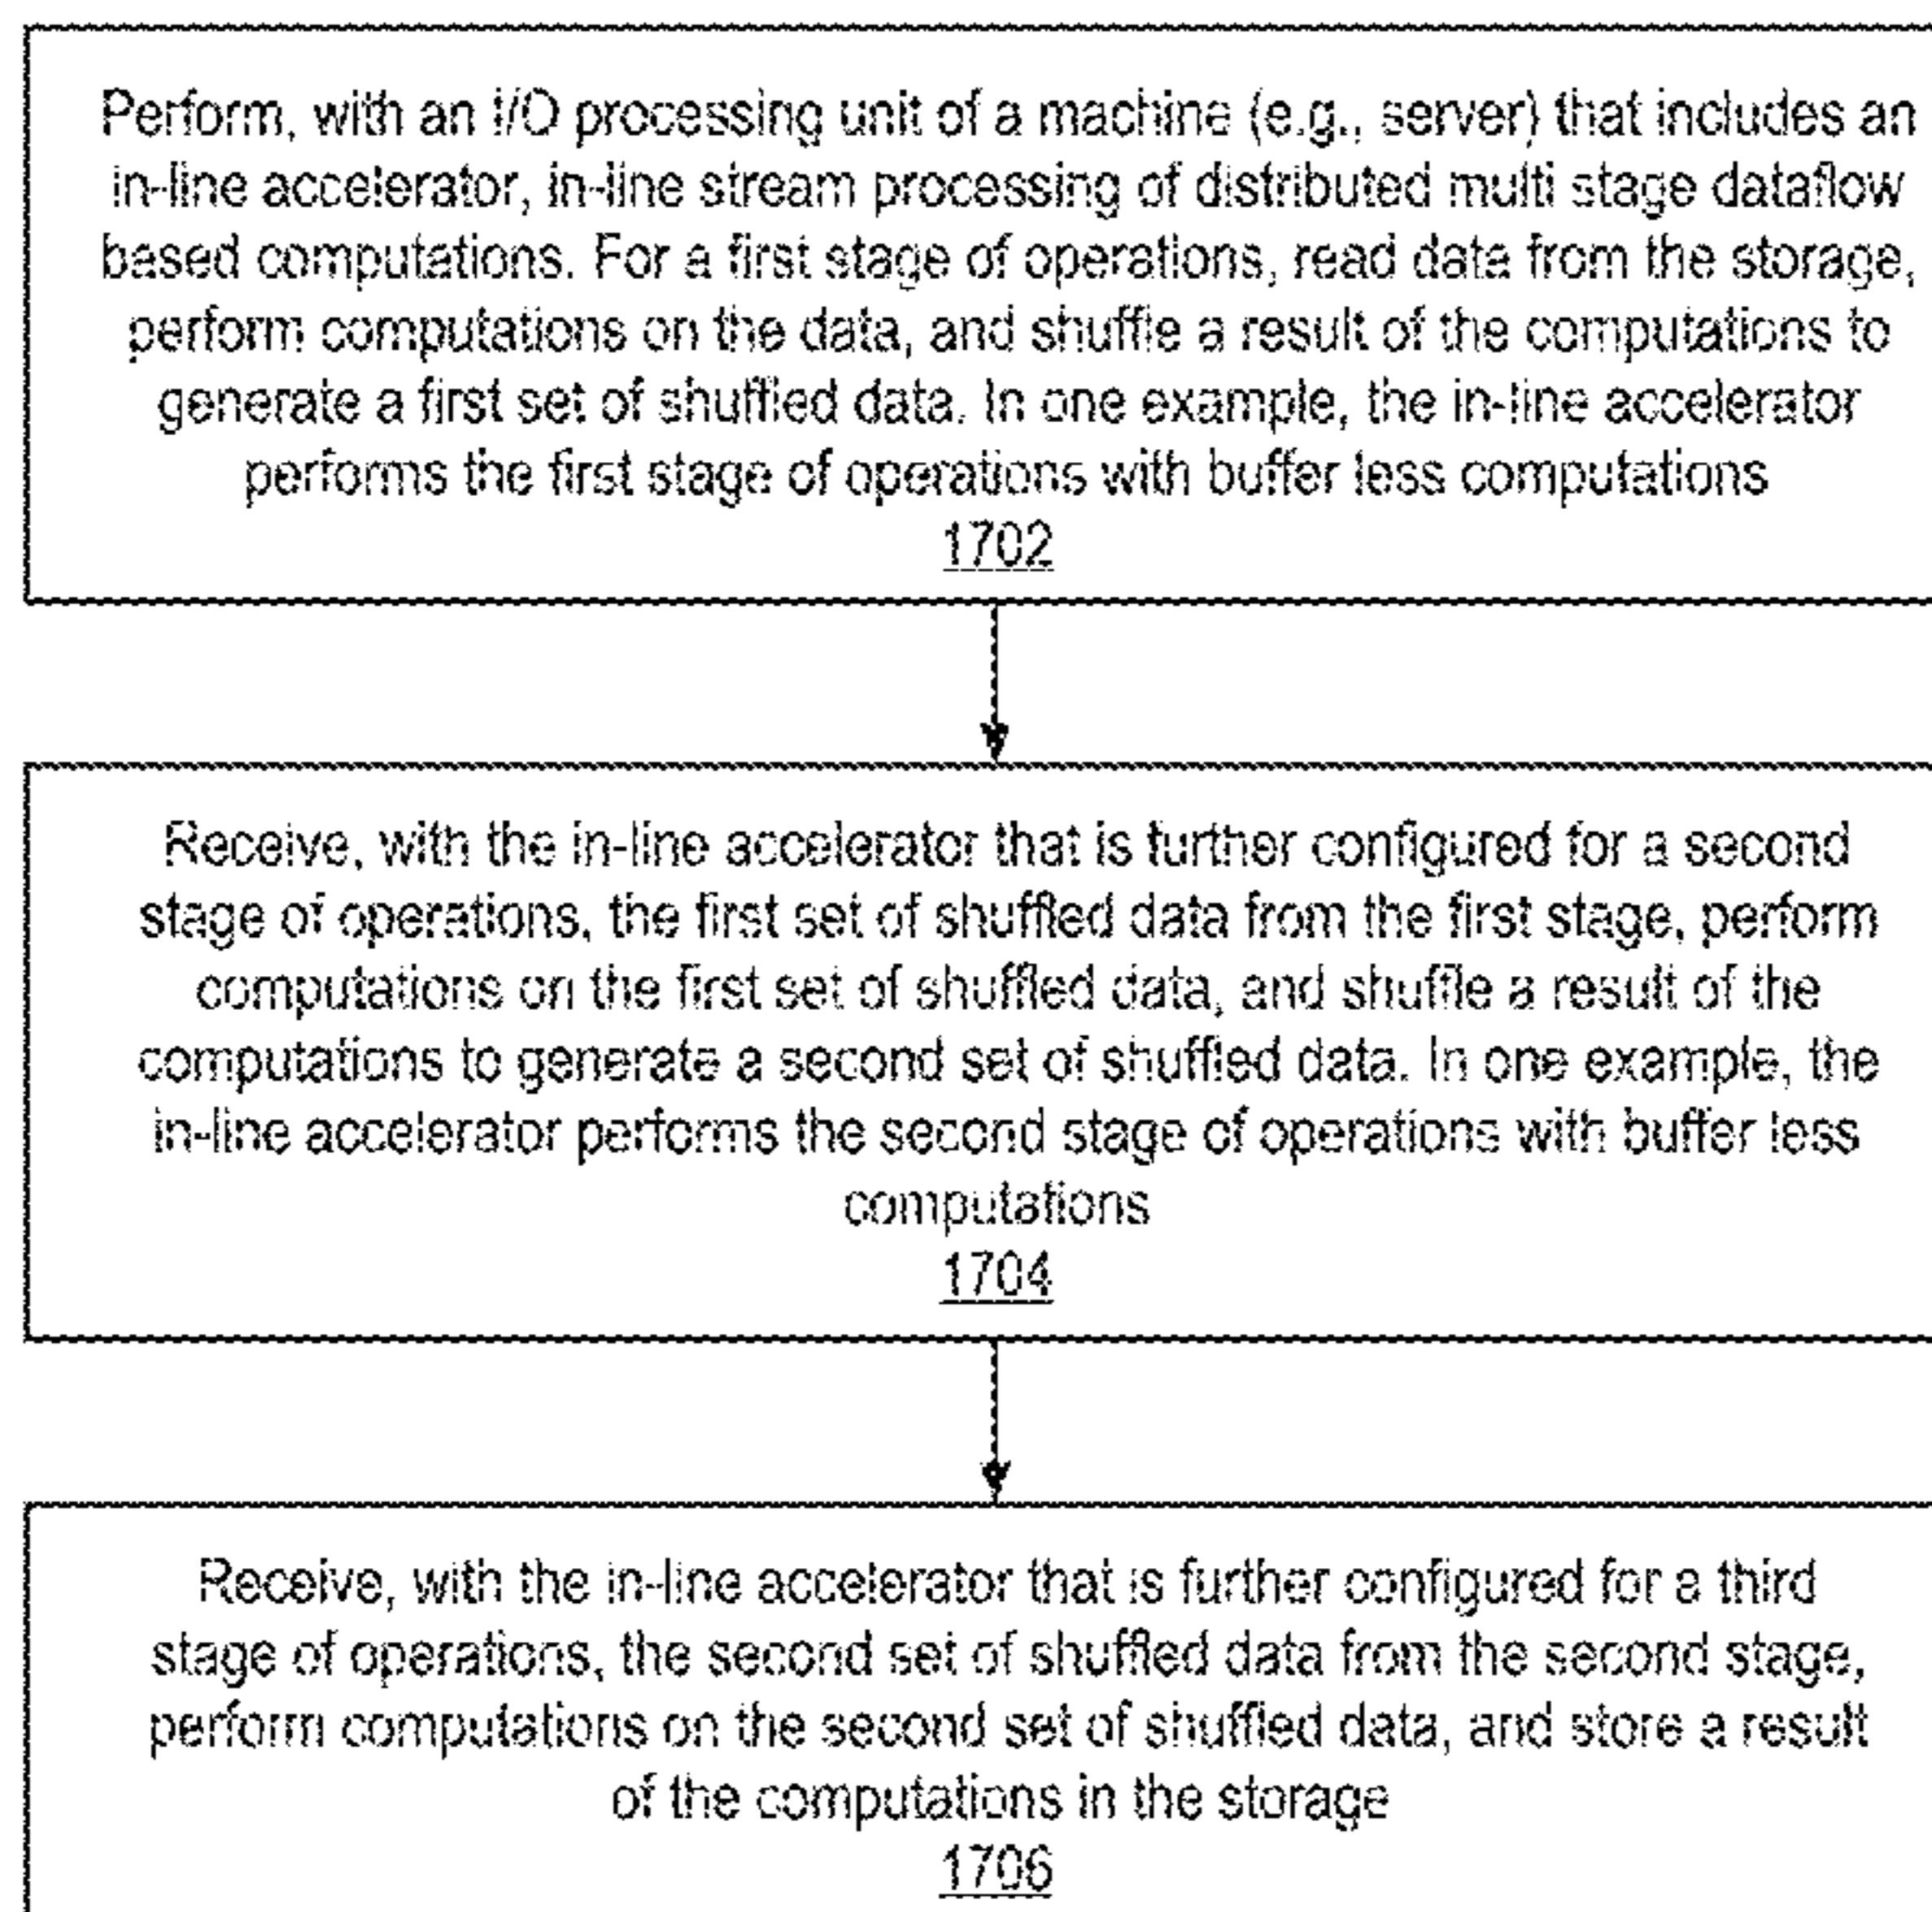 Perform, with an I/O processing unit of a machine (e.g., server) that includes an
in-line accelerator, in-line stream processing of distributed multi stage dataflow
based computations. For a first stage of operations, read data from the storage,
perform computations on the data, and shuffle a result of the computations to
generate a first set of shuffled data. In one example, the in-line accelerator
performs the first stage of operations with buffer less computations
1702
Receive, with the in-line accelerator that is further configured for a second
stage of operations, the first set of shuffled data from the first stage, perform
computations on the first set of shuffled data, and shuffle a result of the
computations to generate a second set of shuffled data. In one example, the
in-line accelerator performs the second stage of operations with buffer less
computations
1704
Receive, with the in-line accelerator that is further configured for a third
stage of operations, the second set of shuffled data from the second stage,
perform computations on the second set of shuffled data, and store a result
of the computations in the storage
1706